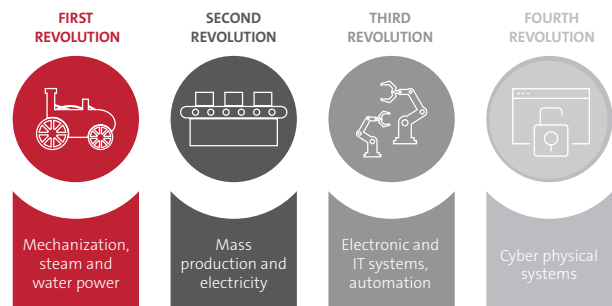 FIRST
REVOLUTION
Mechanization,
steam and
water power
SECOND
REVOLUTION
Mass
production and
electricity
THIRD
REVOLUTION
Electronic and
IT systems,
automation
FOURTH
REVOLUTION
Cyber physical
systems